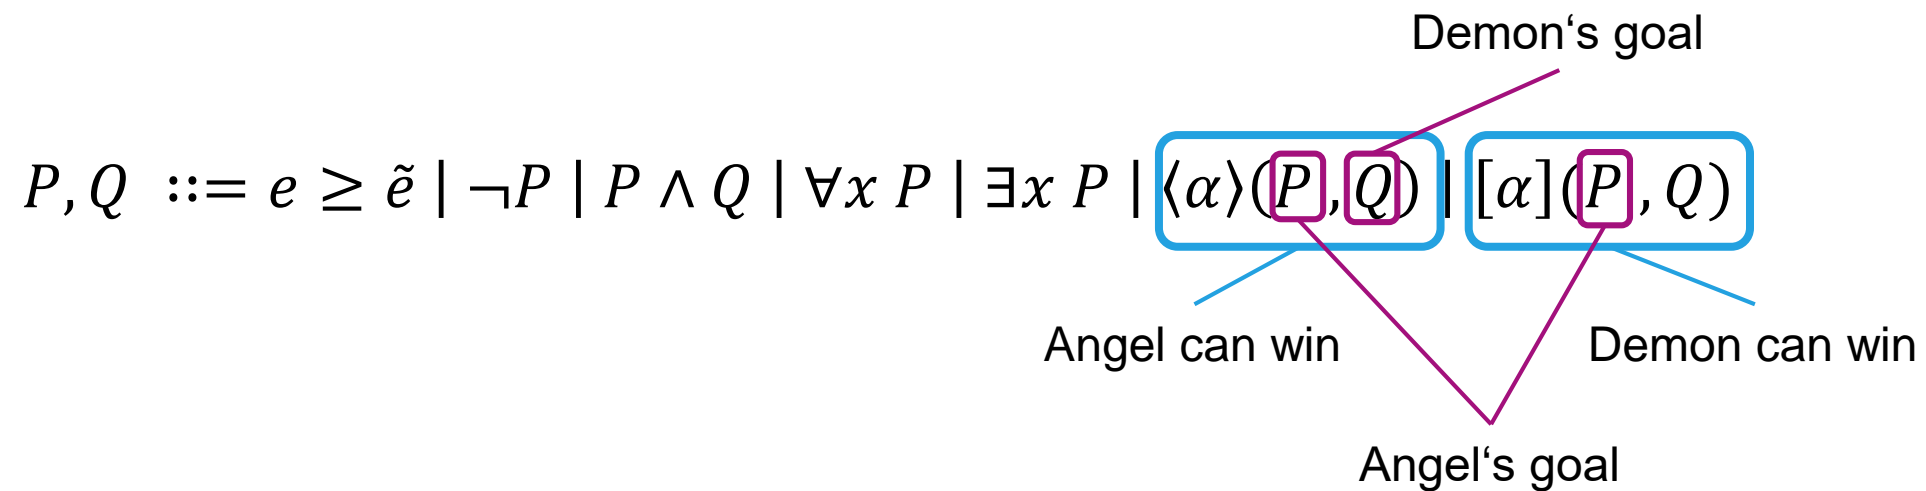 Demon‘s goal
P, Q ∷= e ≥ ẽ | ¬P | P ∧ Q | ∀x P | ∃x P | ⟨α⟩(P, Q) | [α](P, Q)
Angel can win
Demon can win
Angel‘s goal